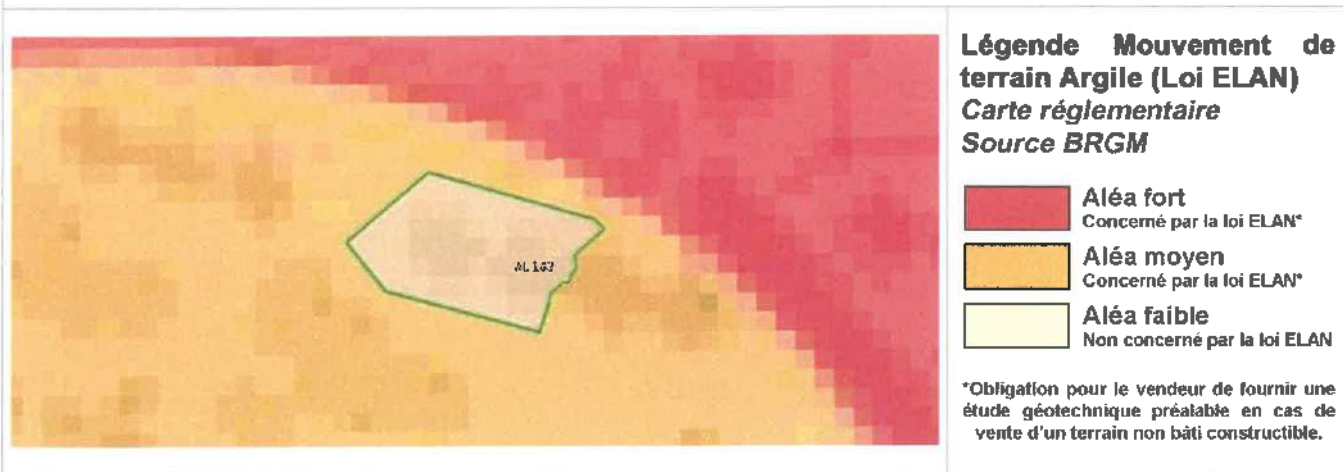 Légende Mouvement de
terrain Argile (Loi ELAN)
Carte réglementaire
Source BRGM
Aléa fort
Concerné par la loi ELAN*
Aléa moyen
Concerné par la loi ELAN*
Aléa faible
Non concerné par la loi ELAN
*Obligation pour le vendeur de fournir une
étude géotechnique préalable en cas de
vente d'un terrain non bâti constructible.
AL 163